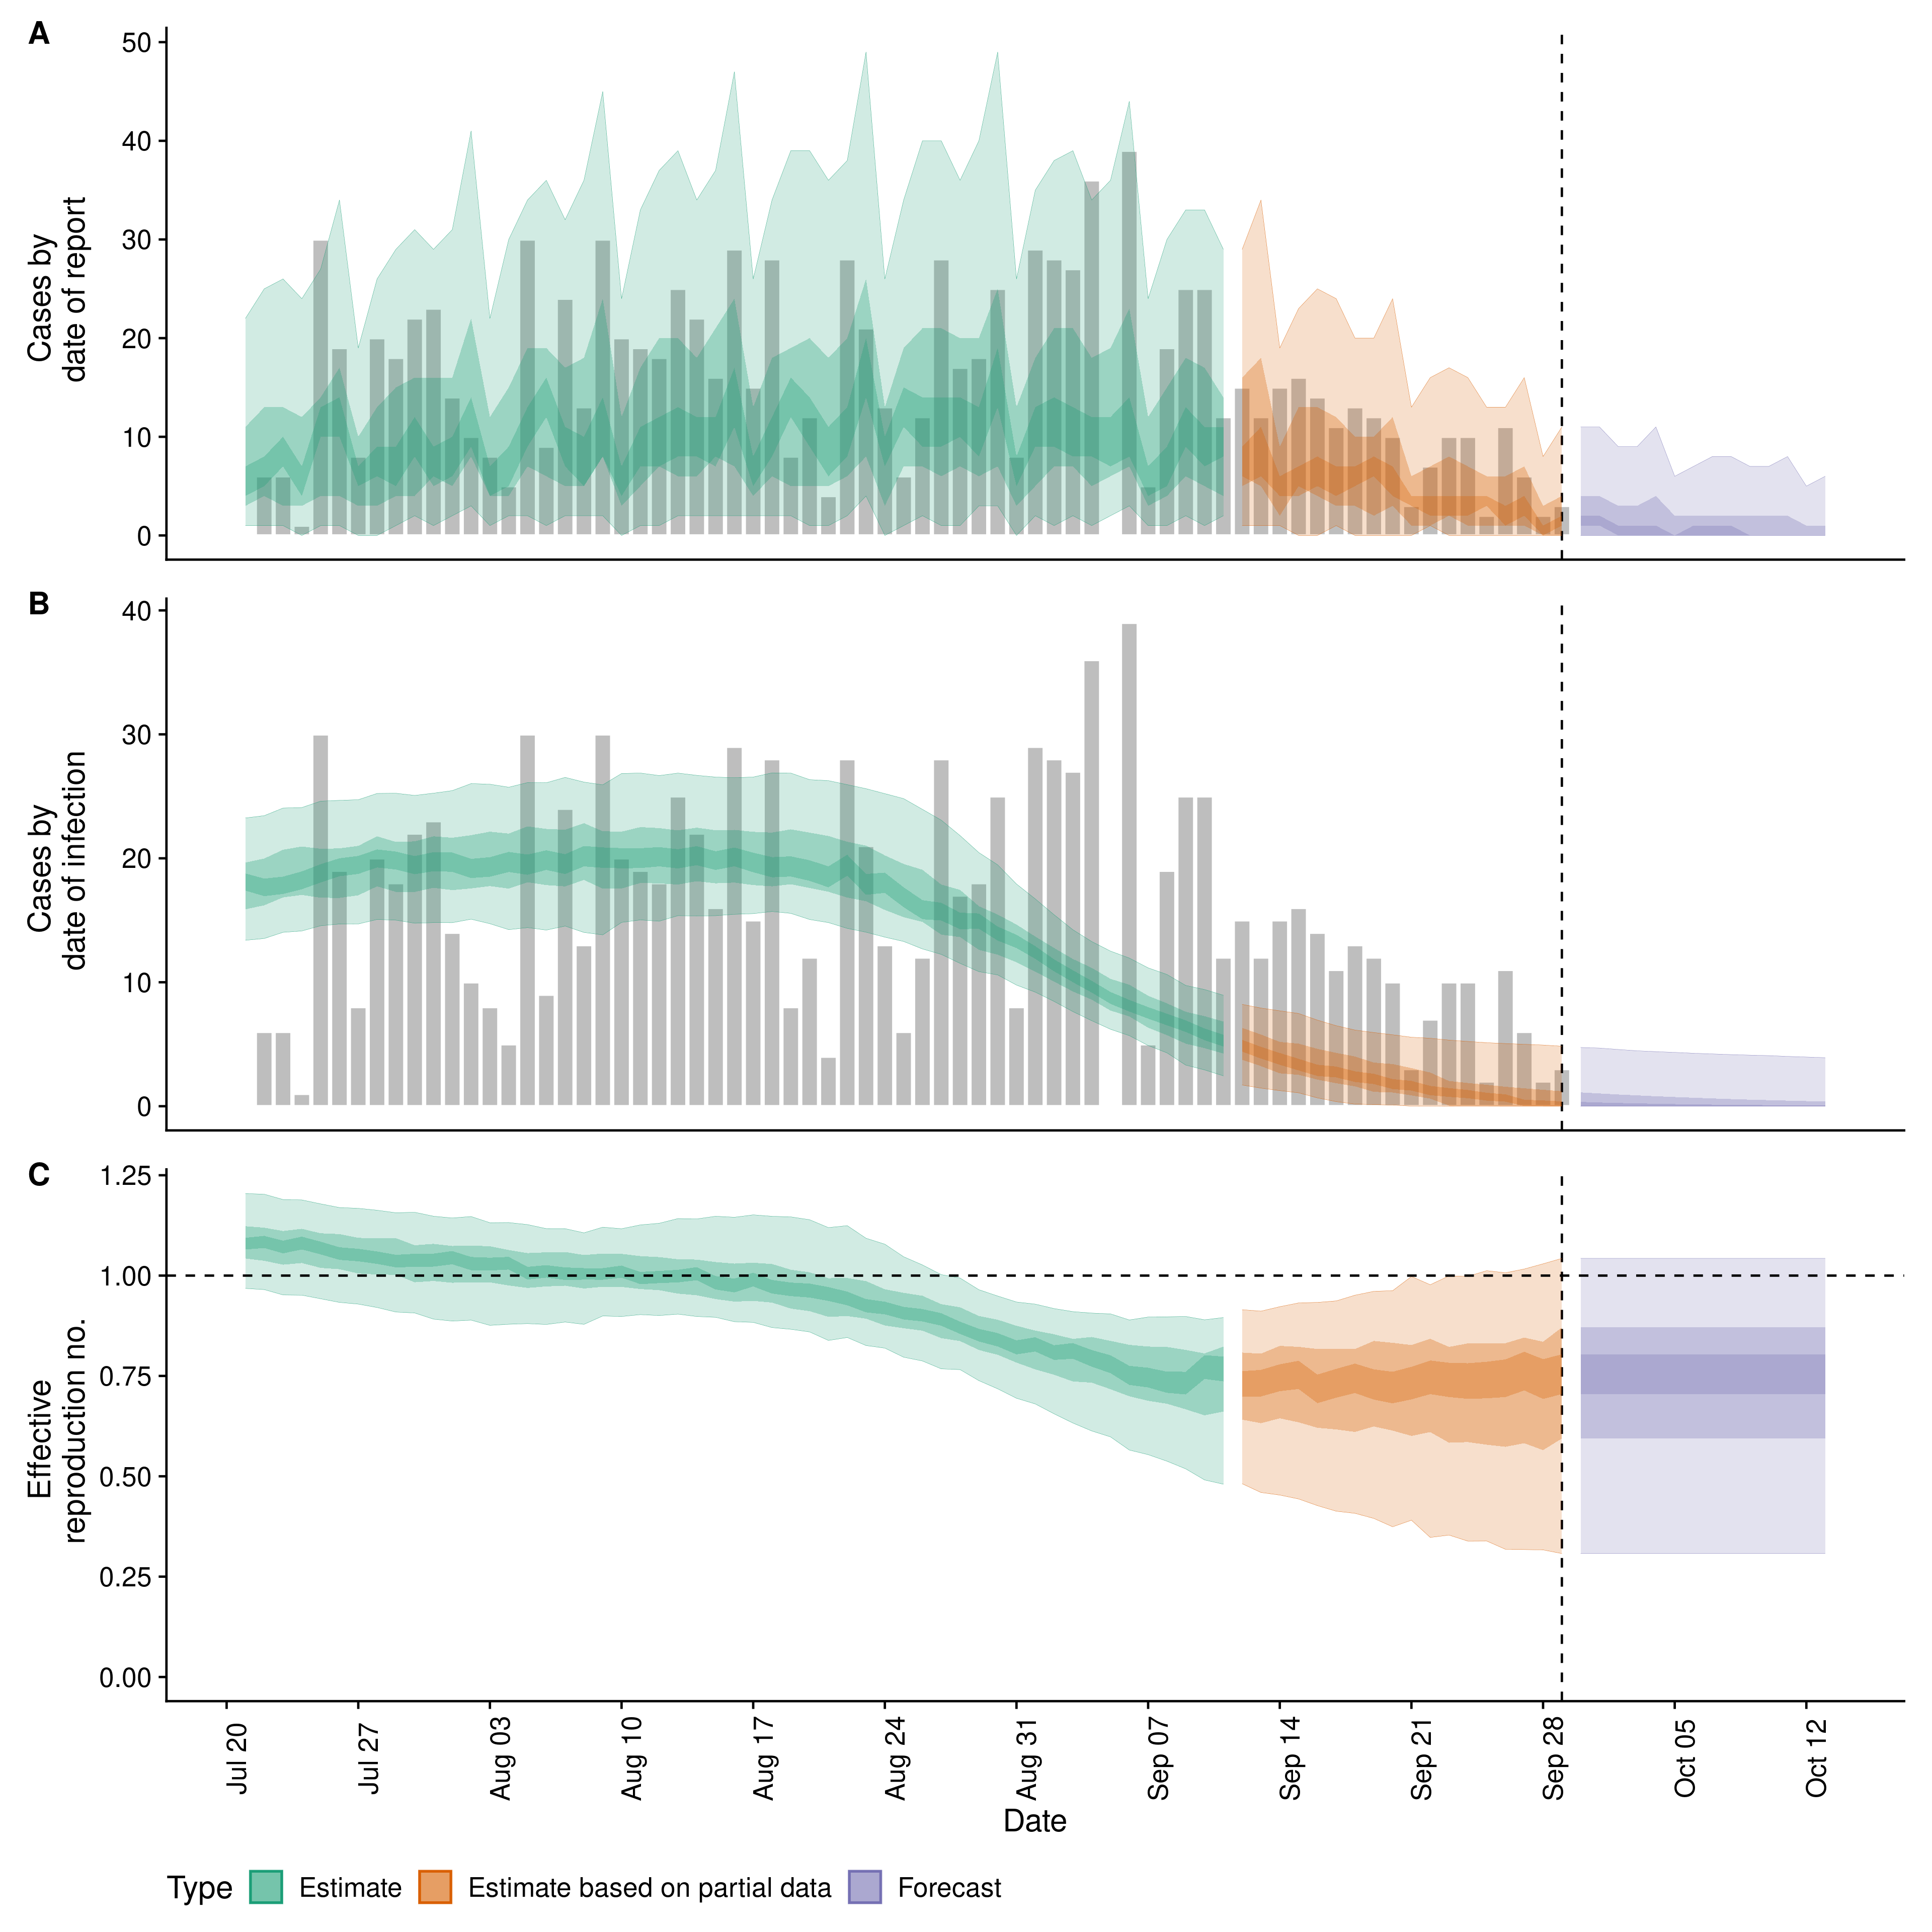 A
50
40
30
20
10
0
Cases by
date of report
B
40
30
20
10
0
Cases by
date of infection
C
1.25
1.00
0.75
0.50
0.25
0.00
Effective
reproduction no.
Jul 20
Jul 27
Aug 03
Aug 10
Aug 17
Aug 24
Aug 31
Sep 07
Sep 14
Sep 21
Sep 28
Oct 05
Oct 12
Date
Type Estimate Estimate based on partial data Forecast